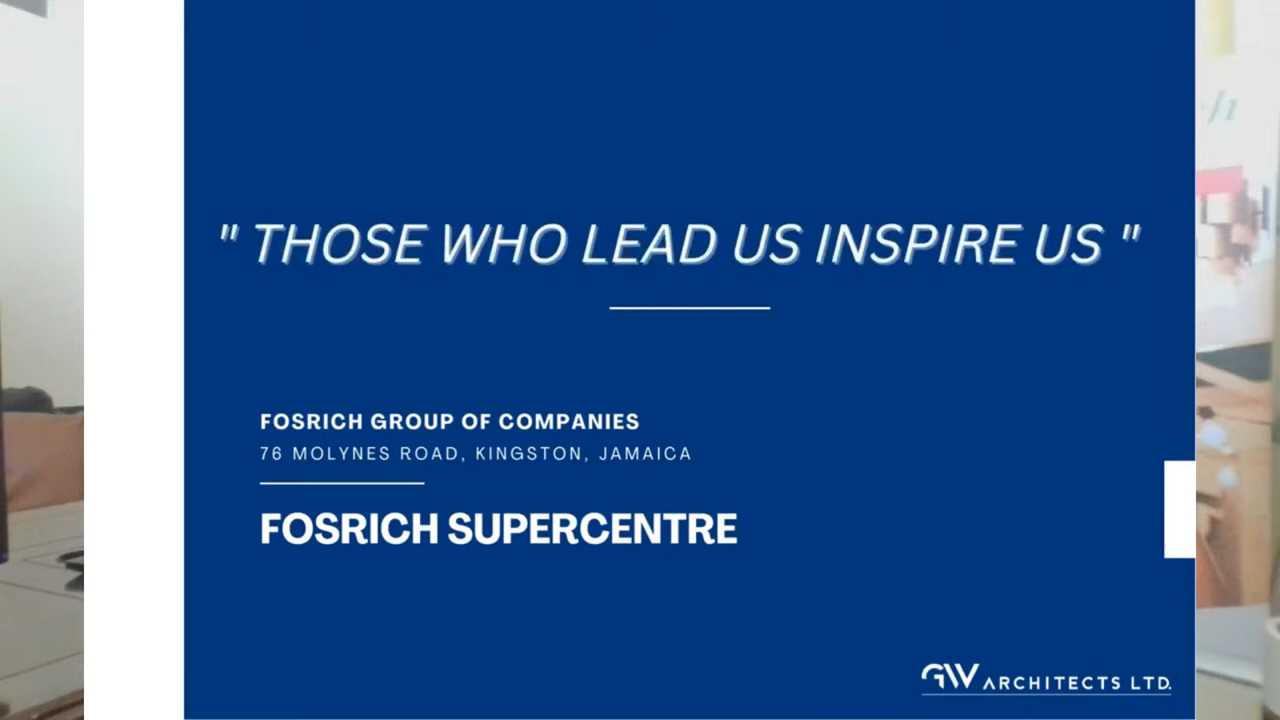 " THOSE WHO LEAD US INSPIRE US "
FOSRICH GROUP OF COMPANIES
76 MOLYNES ROAD, KINGSTON, JAMAICA
FOSRICH SUPERCENTRE
GW ARCHITECTS LTD.